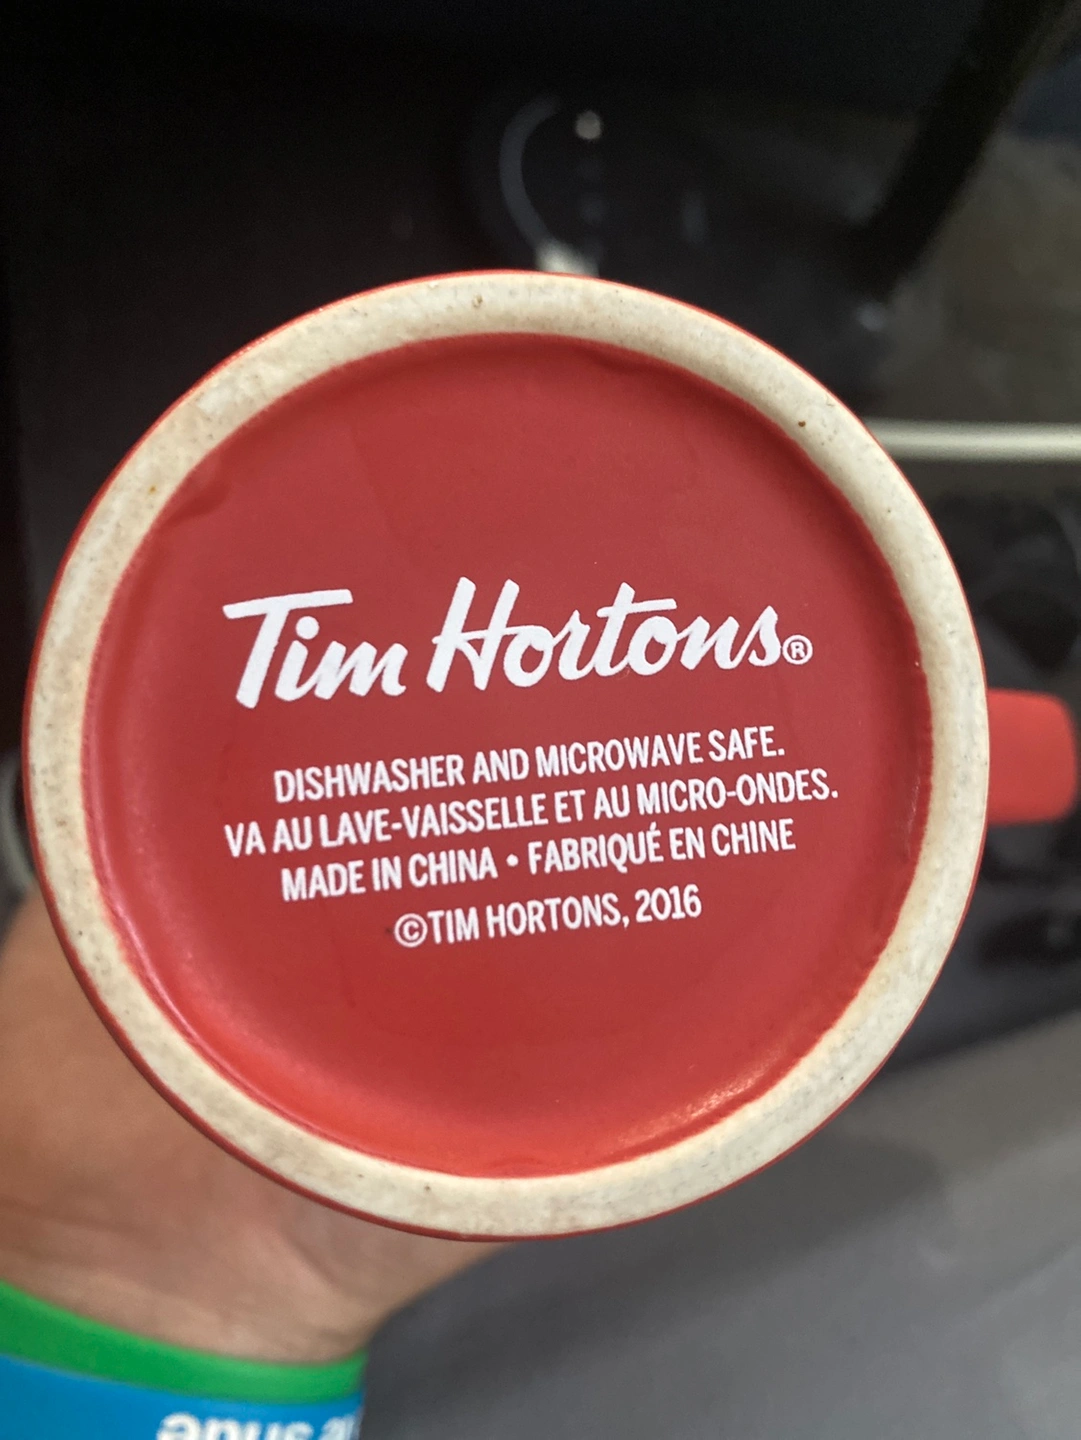 Tim Hortons®
DISHWASHER AND MICROWAVE SAFE.
VA AU LAVE-VAISSELLE ET AU MICRO-ONDES.
MADE IN CHINA • FABRIQUÉ EN CHINE
©TIM HORTONS, 2016